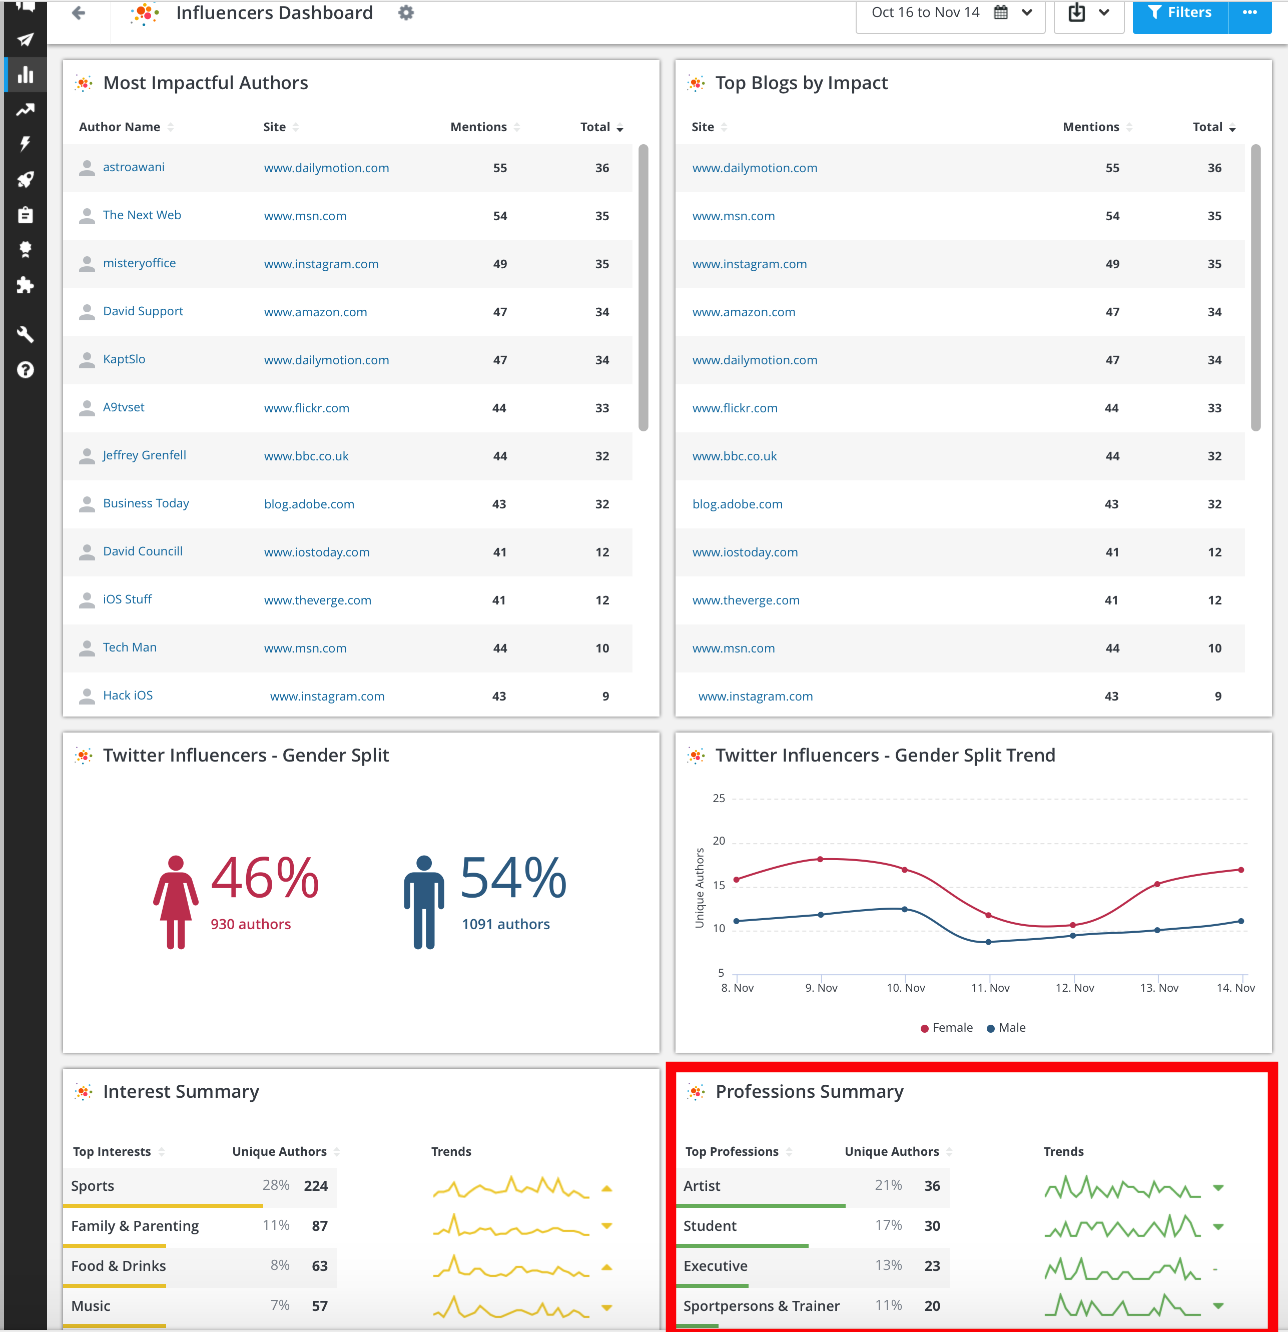 Influencers Dashboard
Oct 16 to Nov 14
Filters
Most Impactful Authors
Author Name Site Mentions Total
astroawani www.dailymotion.com 55 36
The Next Web www.msn.com 54 35
misteryoffice www.instagram.com 49 35
David Support www.amazon.com 47 34
KaptSlo www.dailymotion.com 47 34
A9tvset www.flickr.com 44 33
Jeffrey Grenfell www.bbc.co.uk 44 32
Business Today blog.adobe.com 43 32
David Councill www.iostoday.com 41 12
iOS Stuff www.theverge.com 41 12
Tech Man www.msn.com 44 10
Hack iOS www.instagram.com 43 9
Top Blogs by Impact
Site Mentions Total
www.dailymotion.com 55 36
www.msn.com 54 35
www.instagram.com 49 35
www.amazon.com 47 34
www.dailymotion.com 47 34
www.flickr.com 44 33
www.bbc.co.uk 44 32
blog.adobe.com 43 32
www.iostoday.com 41 12
www.theverge.com 41 12
www.msn.com 44 10
www.instagram.com 43 9
Twitter Influencers - Gender Split
46%
930 authors
54%
1091 authors
Twitter Influencers - Gender Split Trend
Unique Authors
25
20
15
10
5
8. Nov 9. Nov 10. Nov 11. Nov 12. Nov 13. Nov 14. Nov
Female Male
Interest Summary
Top Interests Unique Authors Trends
Sports 28% 224
Family & Parenting 11% 87
Food & Drinks 8% 63
Music 7% 57
Professions Summary
Top Professions Unique Authors Trends
Artist 21% 36
Student 17% 30
Executive 13% 23
Sportpersons & Trainer 11% 20